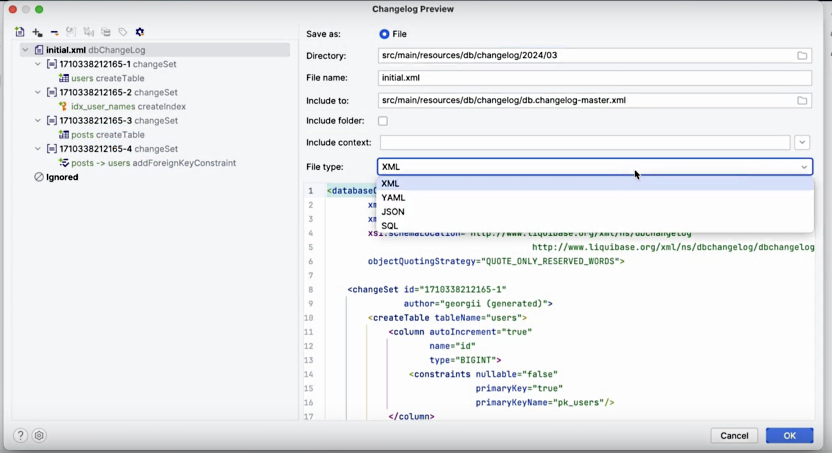 Changelog Preview
initial.xml dbChangeLog
1710338212165-1 changeSet
users createTable
1710338212165-2 changeSet
idx_user_names createIndex
1710338212165-3 changeSet
posts createTable
1710338212165-4 changeSet
posts -> users addForeignKeyConstraint
Ignored
Save as: File
Directory: src/main/resources/db/changelog/2024/03
File name: initial.xml
Include to: src/main/resources/db/changelog/db.changelog-master.xml
Include folder:
Include context:
File type: XML
XML
YAML
JSON
SQL
1 <databaseC
2 xm
3 xm
4 xsi:schemaLocation="http://www.liquibase.org/xml/ns/dbchangelog
5 http://www.liquibase.org/xml/ns/dbchangelog/dbchangelog
6 objectQuotingStrategy="QUOTE_ONLY_RESERVED_WORDS">
7
8 <changeSet id="1710338212165-1"
9 author="georgii (generated)">
10 <createTable tableName="users">
11 <column autoIncrement="true"
12 name="id"
13 type="BIGINT">
14 <constraints nullable="false"
15 primaryKey="true"
16 primaryKeyName="pk_users"/>
17 </column>
? Cancel OK